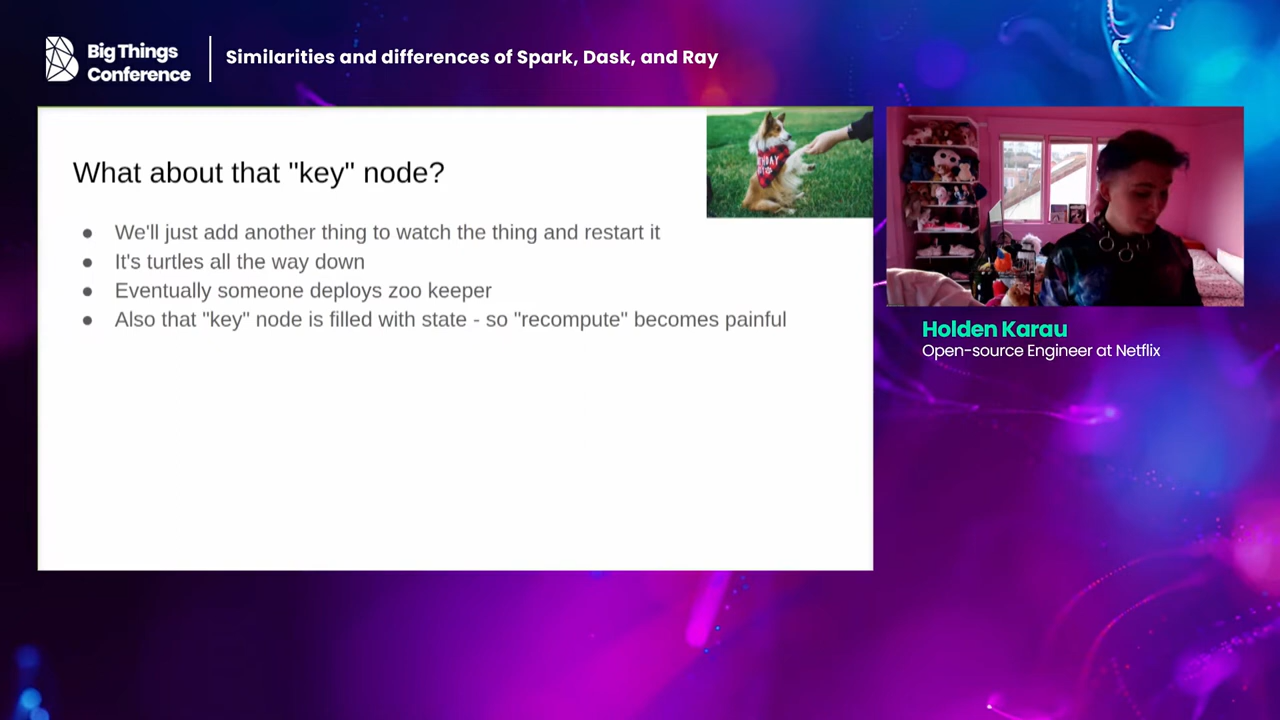 Big Things
Conference
Similarities and differences of Spark, Dask, and Ray
What about that "key" node?
● We'll just add another thing to watch the thing and restart it
● It's turtles all the way down
● Eventually someone deploys zoo keeper
● Also that "key" node is filled with state - so "recompute" becomes painful
Holden Karau
Open-source Engineer at Netflix